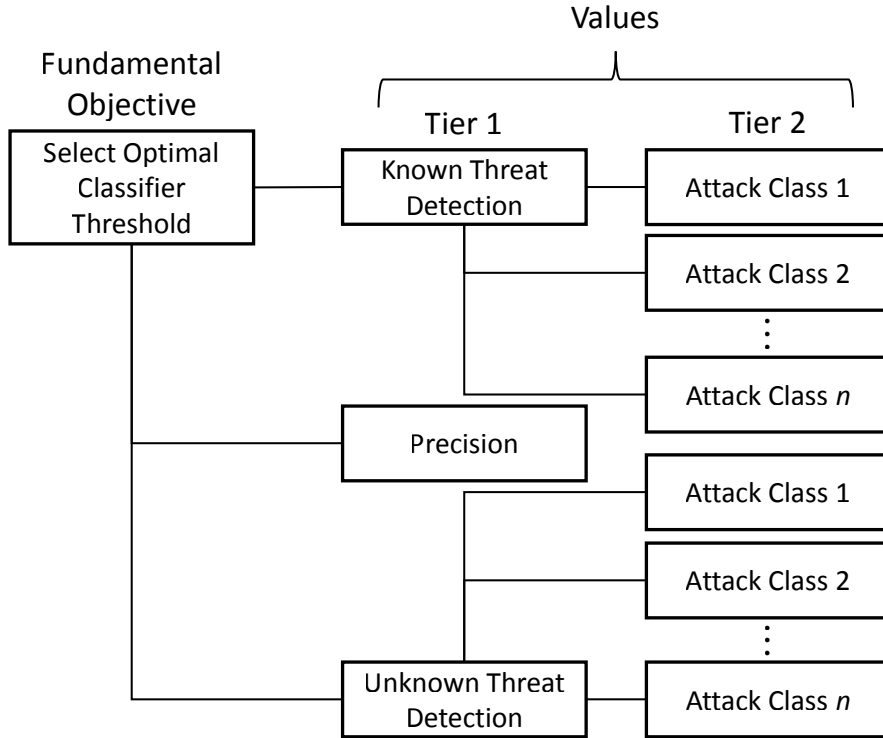 Values
Fundamental
Objective
Tier 1
Tier 2
Select Optimal
Classifier
Threshold
Known Threat
Detection
Attack Class 1
Attack Class 2
⋮
Attack Class n
Precision
Attack Class 1
Attack Class 2
⋮
Unknown Threat
Detection
Attack Class n